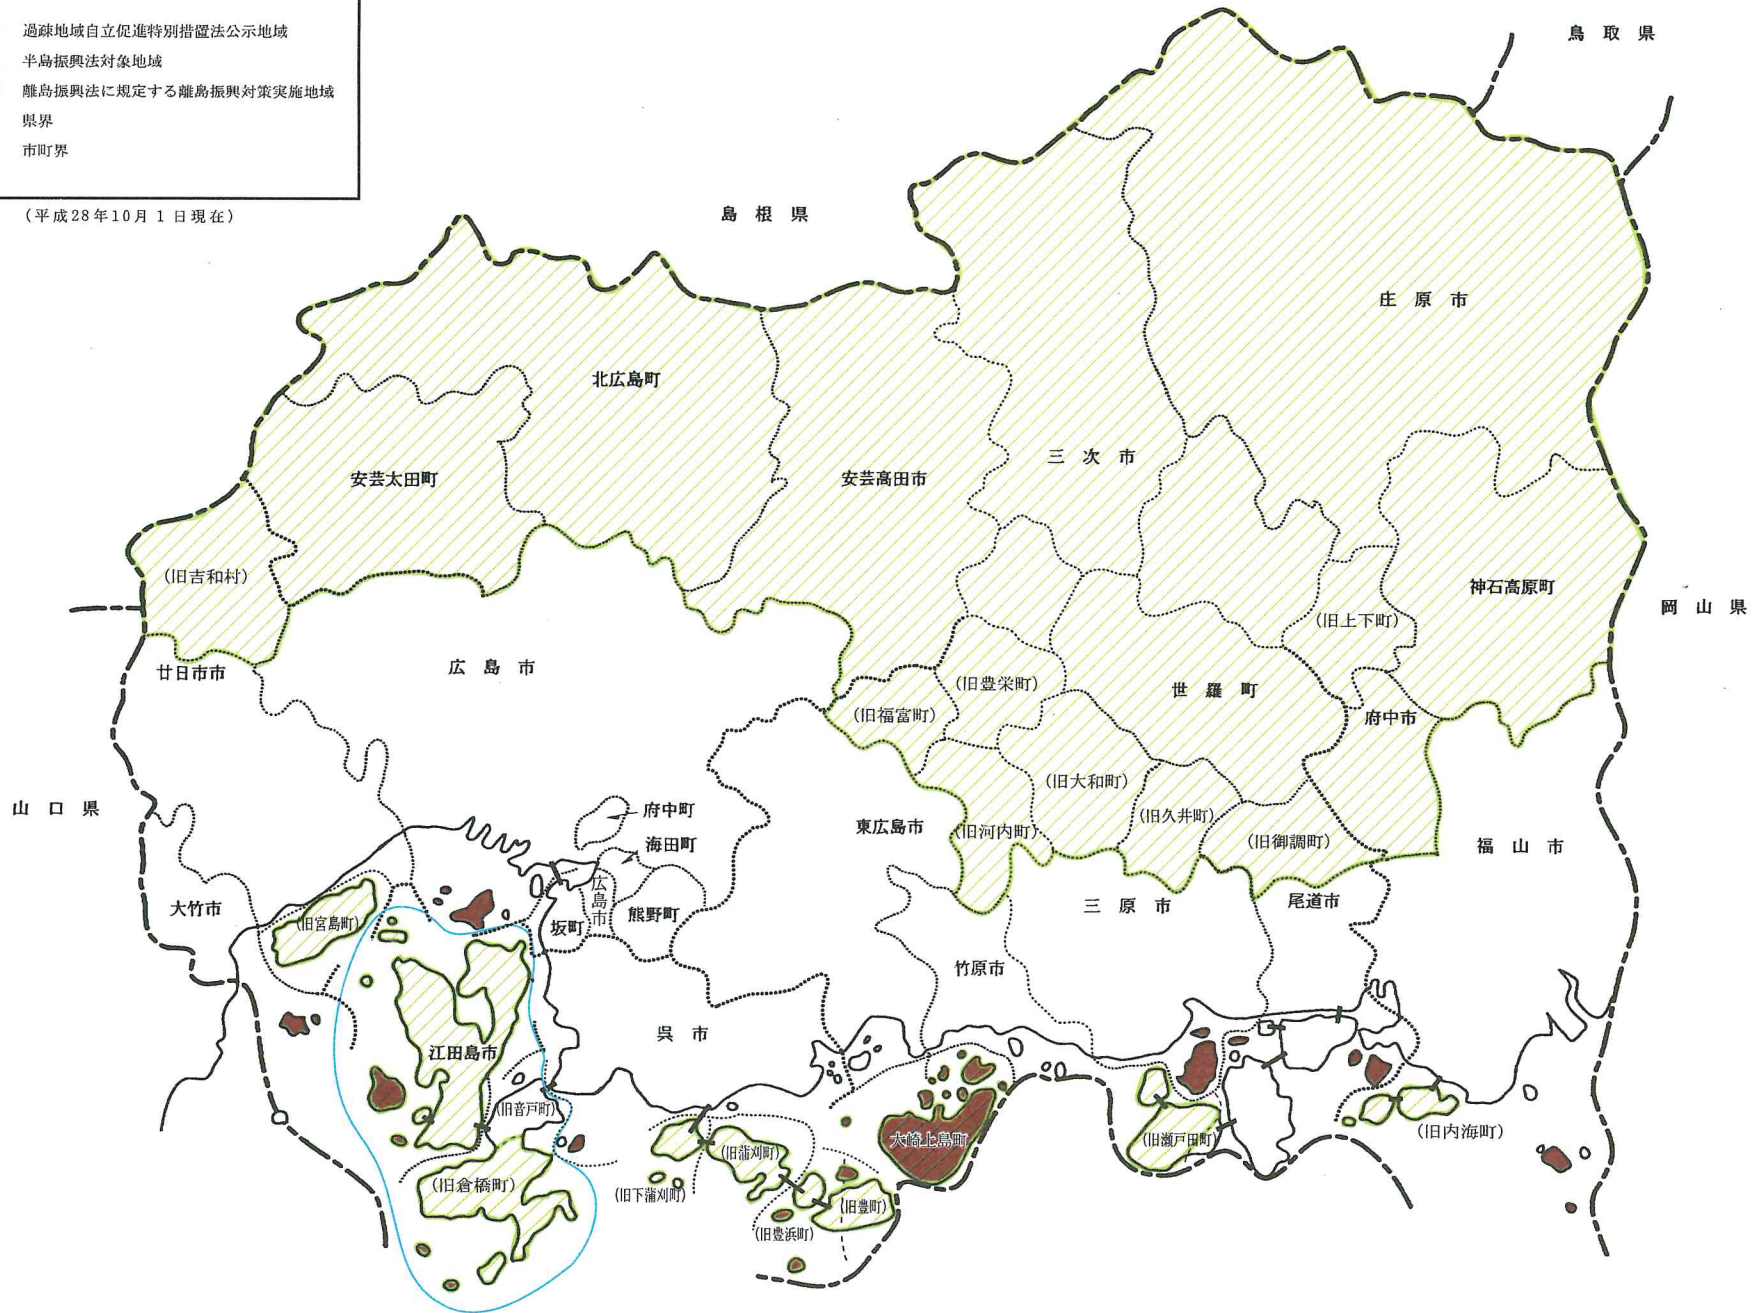 過疎地域自立促進特別措置法公示地域
半島振興法対象地域
離島振興法に規定する離島振興対策実施地域
県界
市町界
(平成28年10月1日現在)
鳥取県
島根県
庄原市
北広島町
三次市
安芸太田町
安芸高田市
(旧吉和村)
神石高原町
岡山県
(旧上下町)
廿日市市
広島市
(旧豊栄町)
世羅町
(旧福富町)
府中市
(旧大和町)
山口県
府中町
(旧久井町)
東広島市
(旧河内町)
海田町
(旧御調町)
福山市
広島市
大竹市
(旧宮島町)
坂町
熊野町
三原市
尾道市
竹原市
呉市
江田島市
(旧音戸町)
大崎上島町
(旧瀬戸田町)
(旧内海町)
(旧蒲刈町)
(旧倉橋町)
(旧下蒲刈町)
(旧豊町)
(旧豊浜町)